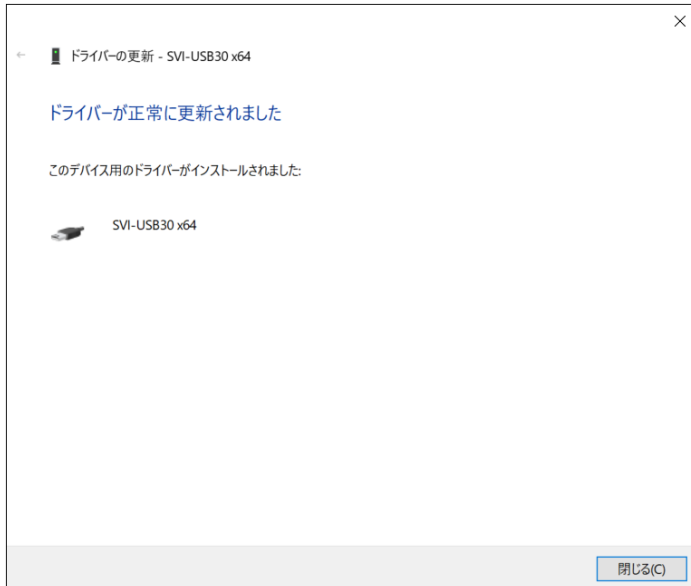 ドライバーの更新 - SVI-USB30 x64
ドライバーが正常に更新されました
このデバイス用のドライバーがインストールされました:
SVI-USB30 x64
閉じる(C)